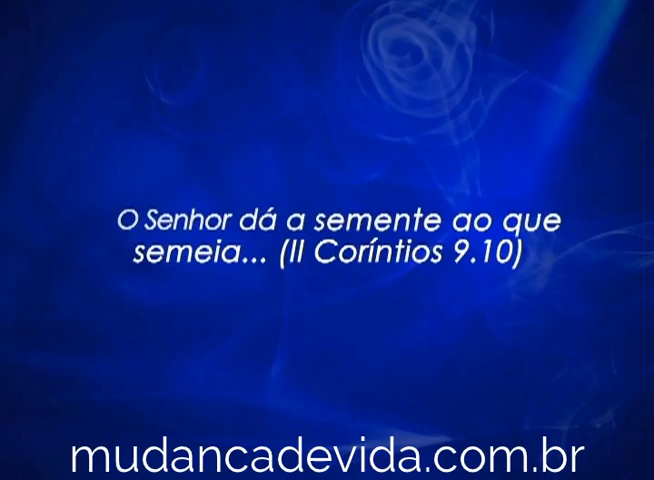 O Senhor dá a semente ao que
semeia... (II Coríntios 9.10)
mudancadevida.com.br